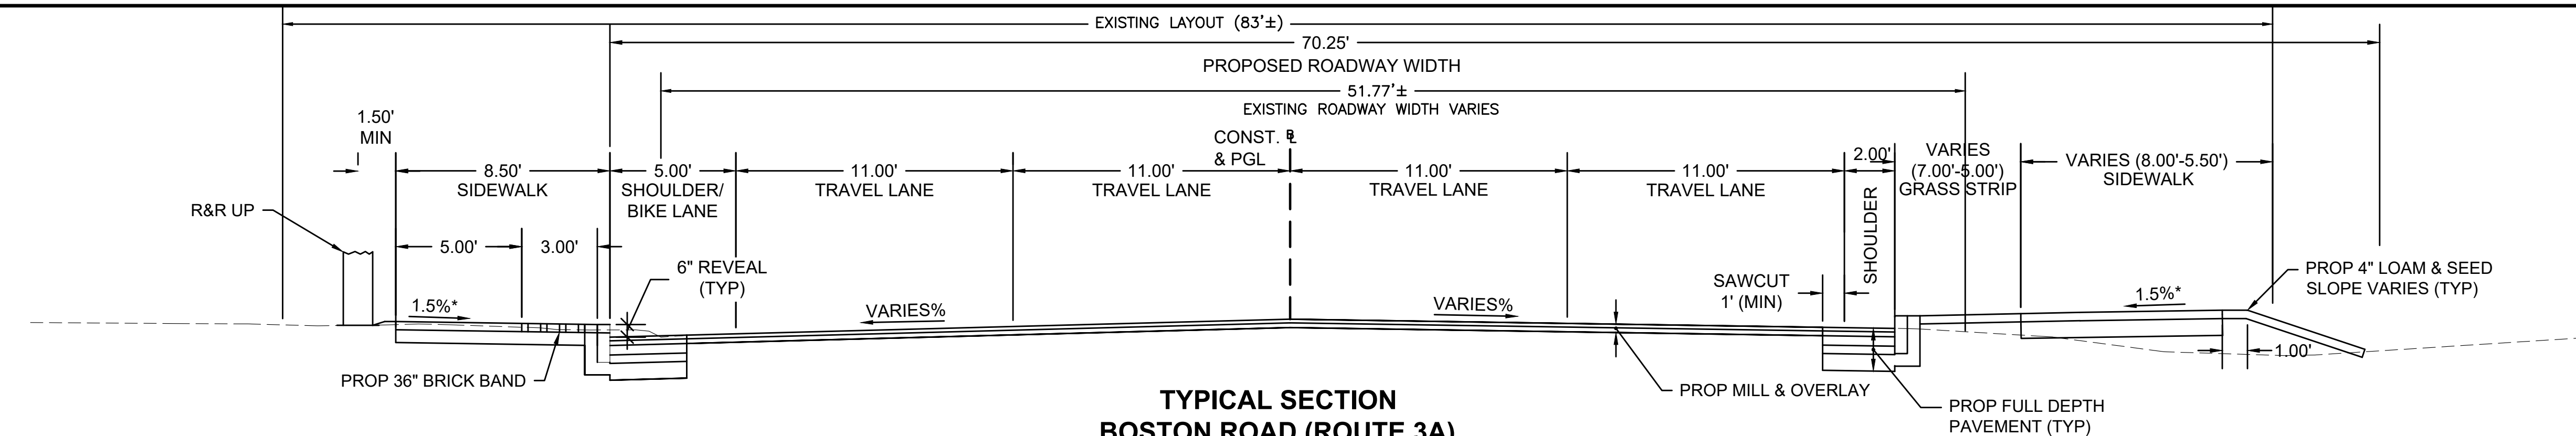 EXISTING LAYOUT (83'±)
70.25'
PROPOSED ROADWAY WIDTH
51.77'±
EXISTING ROADWAY WIDTH VARIES
1.50'
MIN
CONST. BL
& PGL
8.50'
SIDEWALK
5.00'
SHOULDER/
BIKE LANE
11.00'
TRAVEL LANE
11.00'
TRAVEL LANE
11.00'
TRAVEL LANE
11.00'
TRAVEL LANE
2.00'
SHOULDER
VARIES
(7.00'-5.00')
GRASS STRIP
VARIES (8.00'-5.50')
SIDEWALK
R&R UP
5.00'
3.00'
6" REVEAL
(TYP)
SAWCUT
1' (MIN)
PROP 4" LOAM & SEED
SLOPE VARIES (TYP)
1.5%*
VARIES%
VARIES%
1.5%*
1.00'
PROP 36" BRICK BAND
PROP MILL & OVERLAY
PROP FULL DEPTH
PAVEMENT (TYP)
TYPICAL SECTION
BOSTON ROAD (ROUTE 3A)